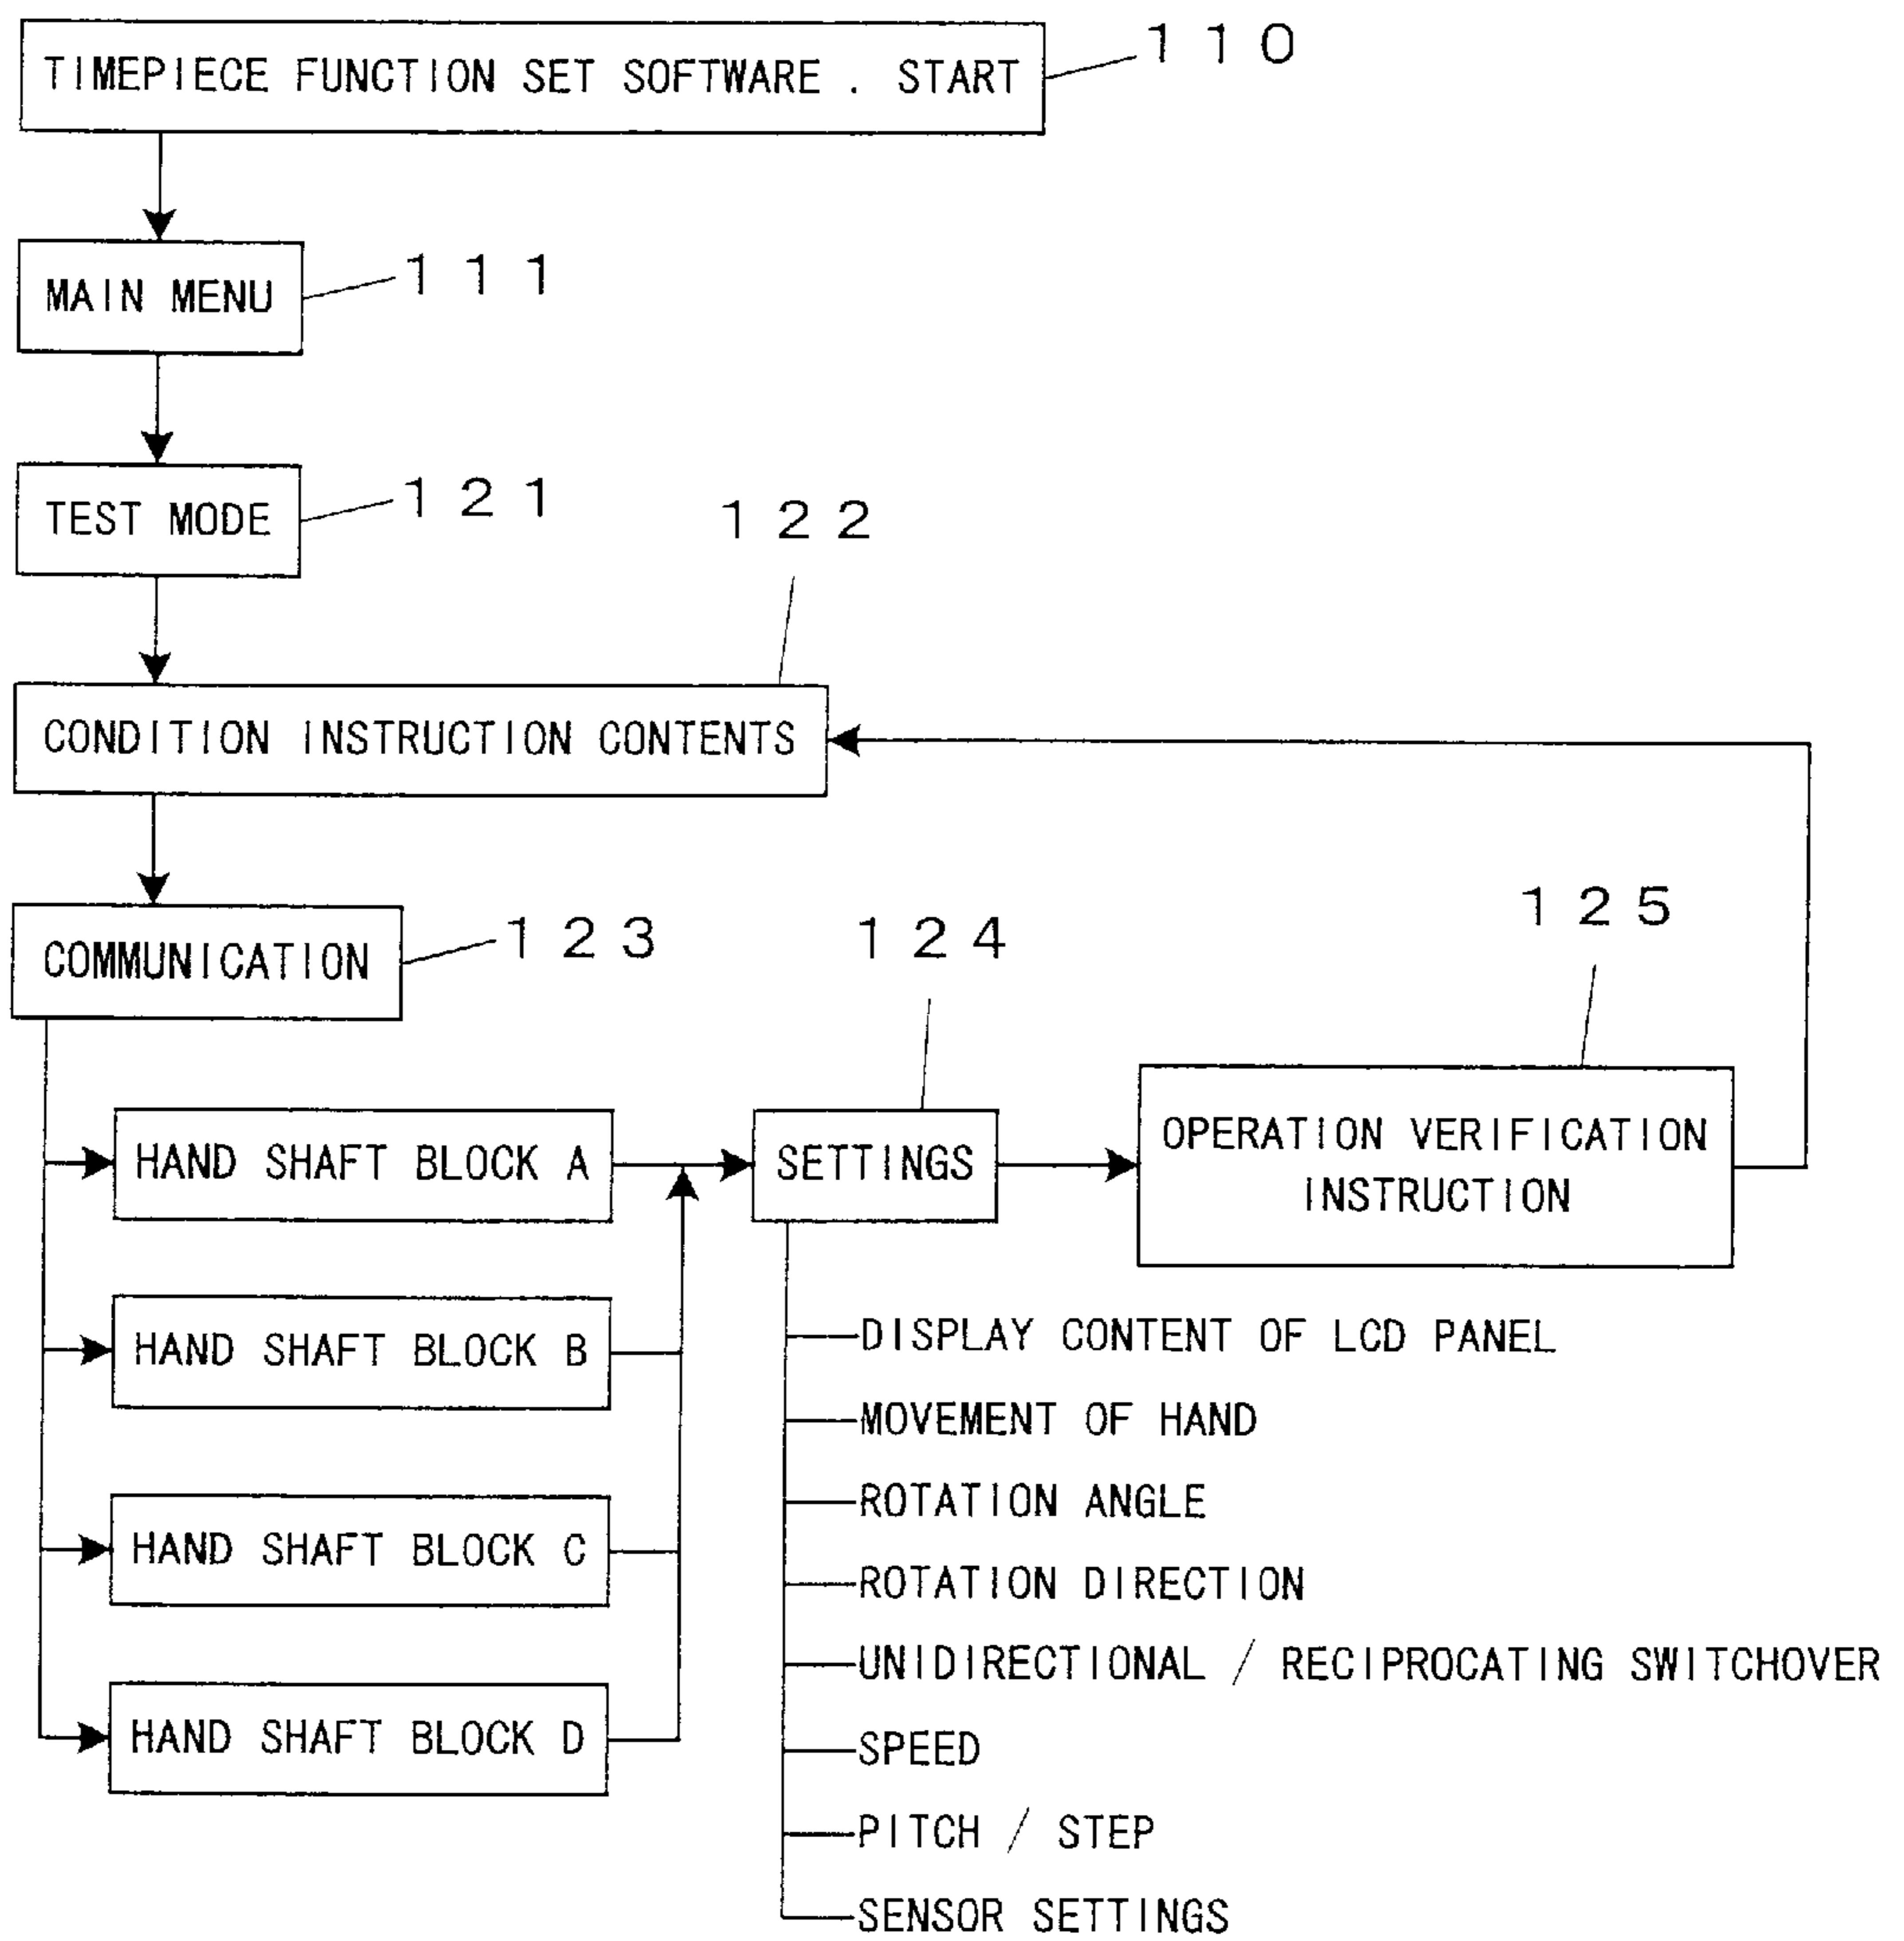 TIMEPIECE FUNCTION SET SOFTWARE . START
110
MAIN MENU
111
TEST MODE
121
122
CONDITION INSTRUCTION CONTENTS
COMMUNICATION
123
124
125
HAND SHAFT BLOCK A
SETTINGS
OPERATION VERIFICATION
INSTRUCTION
HAND SHAFT BLOCK B
HAND SHAFT BLOCK C
HAND SHAFT BLOCK D
DISPLAY CONTENT OF LCD PANEL
MOVEMENT OF HAND
ROTATION ANGLE
ROTATION DIRECTION
UNIDIRECTIONAL / RECIPROCATING SWITCHOVER
SPEED
PITCH / STEP
SENSOR SETTINGS